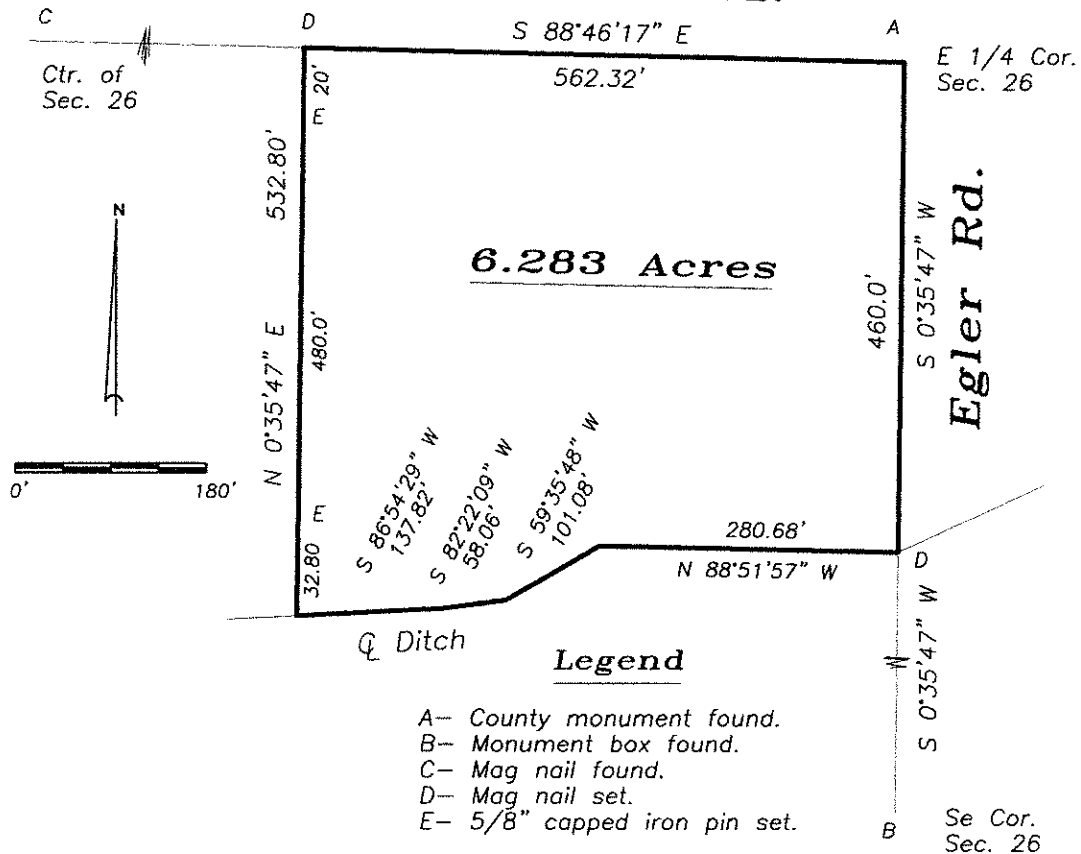 C
D
S 88°46'17" E
A
562.32'
E 1/4 Cor.
Sec. 26
Ctr. of
Sec. 26
20'
E
532.80'
N 0°35'47" E
480.0'
E
32.80
N
0'
180'
6.283 Acres
460.0'
S 0°35'47" W
Egler Rd.
S 86°54'29" W
137.82'
S 82°22'09" W
58.06'
S 59°35'48" W
101.08'
280.68'
N 88°51'57" W
D
S 0°35'47" W
℄ Ditch
Legend
A- County monument found.
B- Monument box found.
C- Mag nail found.
D- Mag nail set.
E- 5/8" capped iron pin set.
B
Se Cor.
Sec. 26